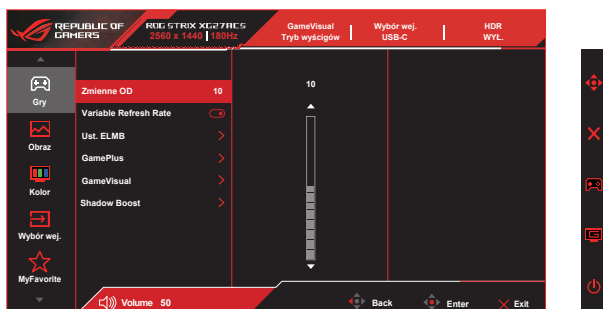 REPUBLIC OF GAMERS
ROG STRIX XG27ACS
2560 x 1440 180Hz
GameVisual
Tryb wyścigów
Wybór wej.
USB-C
HDR
WYŁ.
Gry
Obraz
Kolor
Wybór wej.
MyFavorite
Zmienne OD 10
Variable Refresh Rate
Ust. ELMB
GamePlus
GameVisual
Shadow Boost
10
Volume 50
Back
Enter
Exit